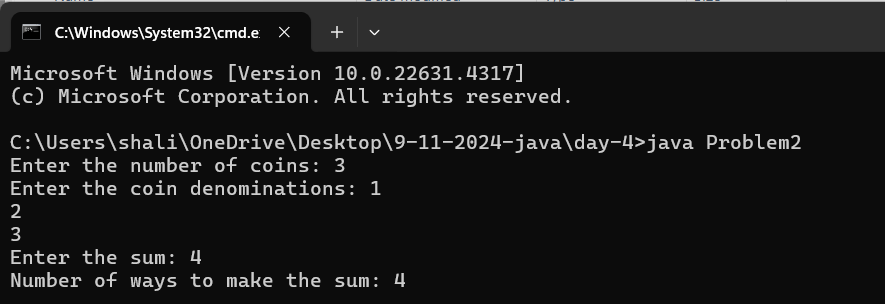 C:\Windows\System32\cmd.e
Microsoft Windows [Version 10.0.22631.4317]
(c) Microsoft Corporation. All rights reserved.
C:\Users\shali\OneDrive\Desktop\9-11-2024-java\day-4>java Problem2
Enter the number of coins: 3
Enter the coin denominations: 1
2
3
Enter the sum: 4
Number of ways to make the sum: 4